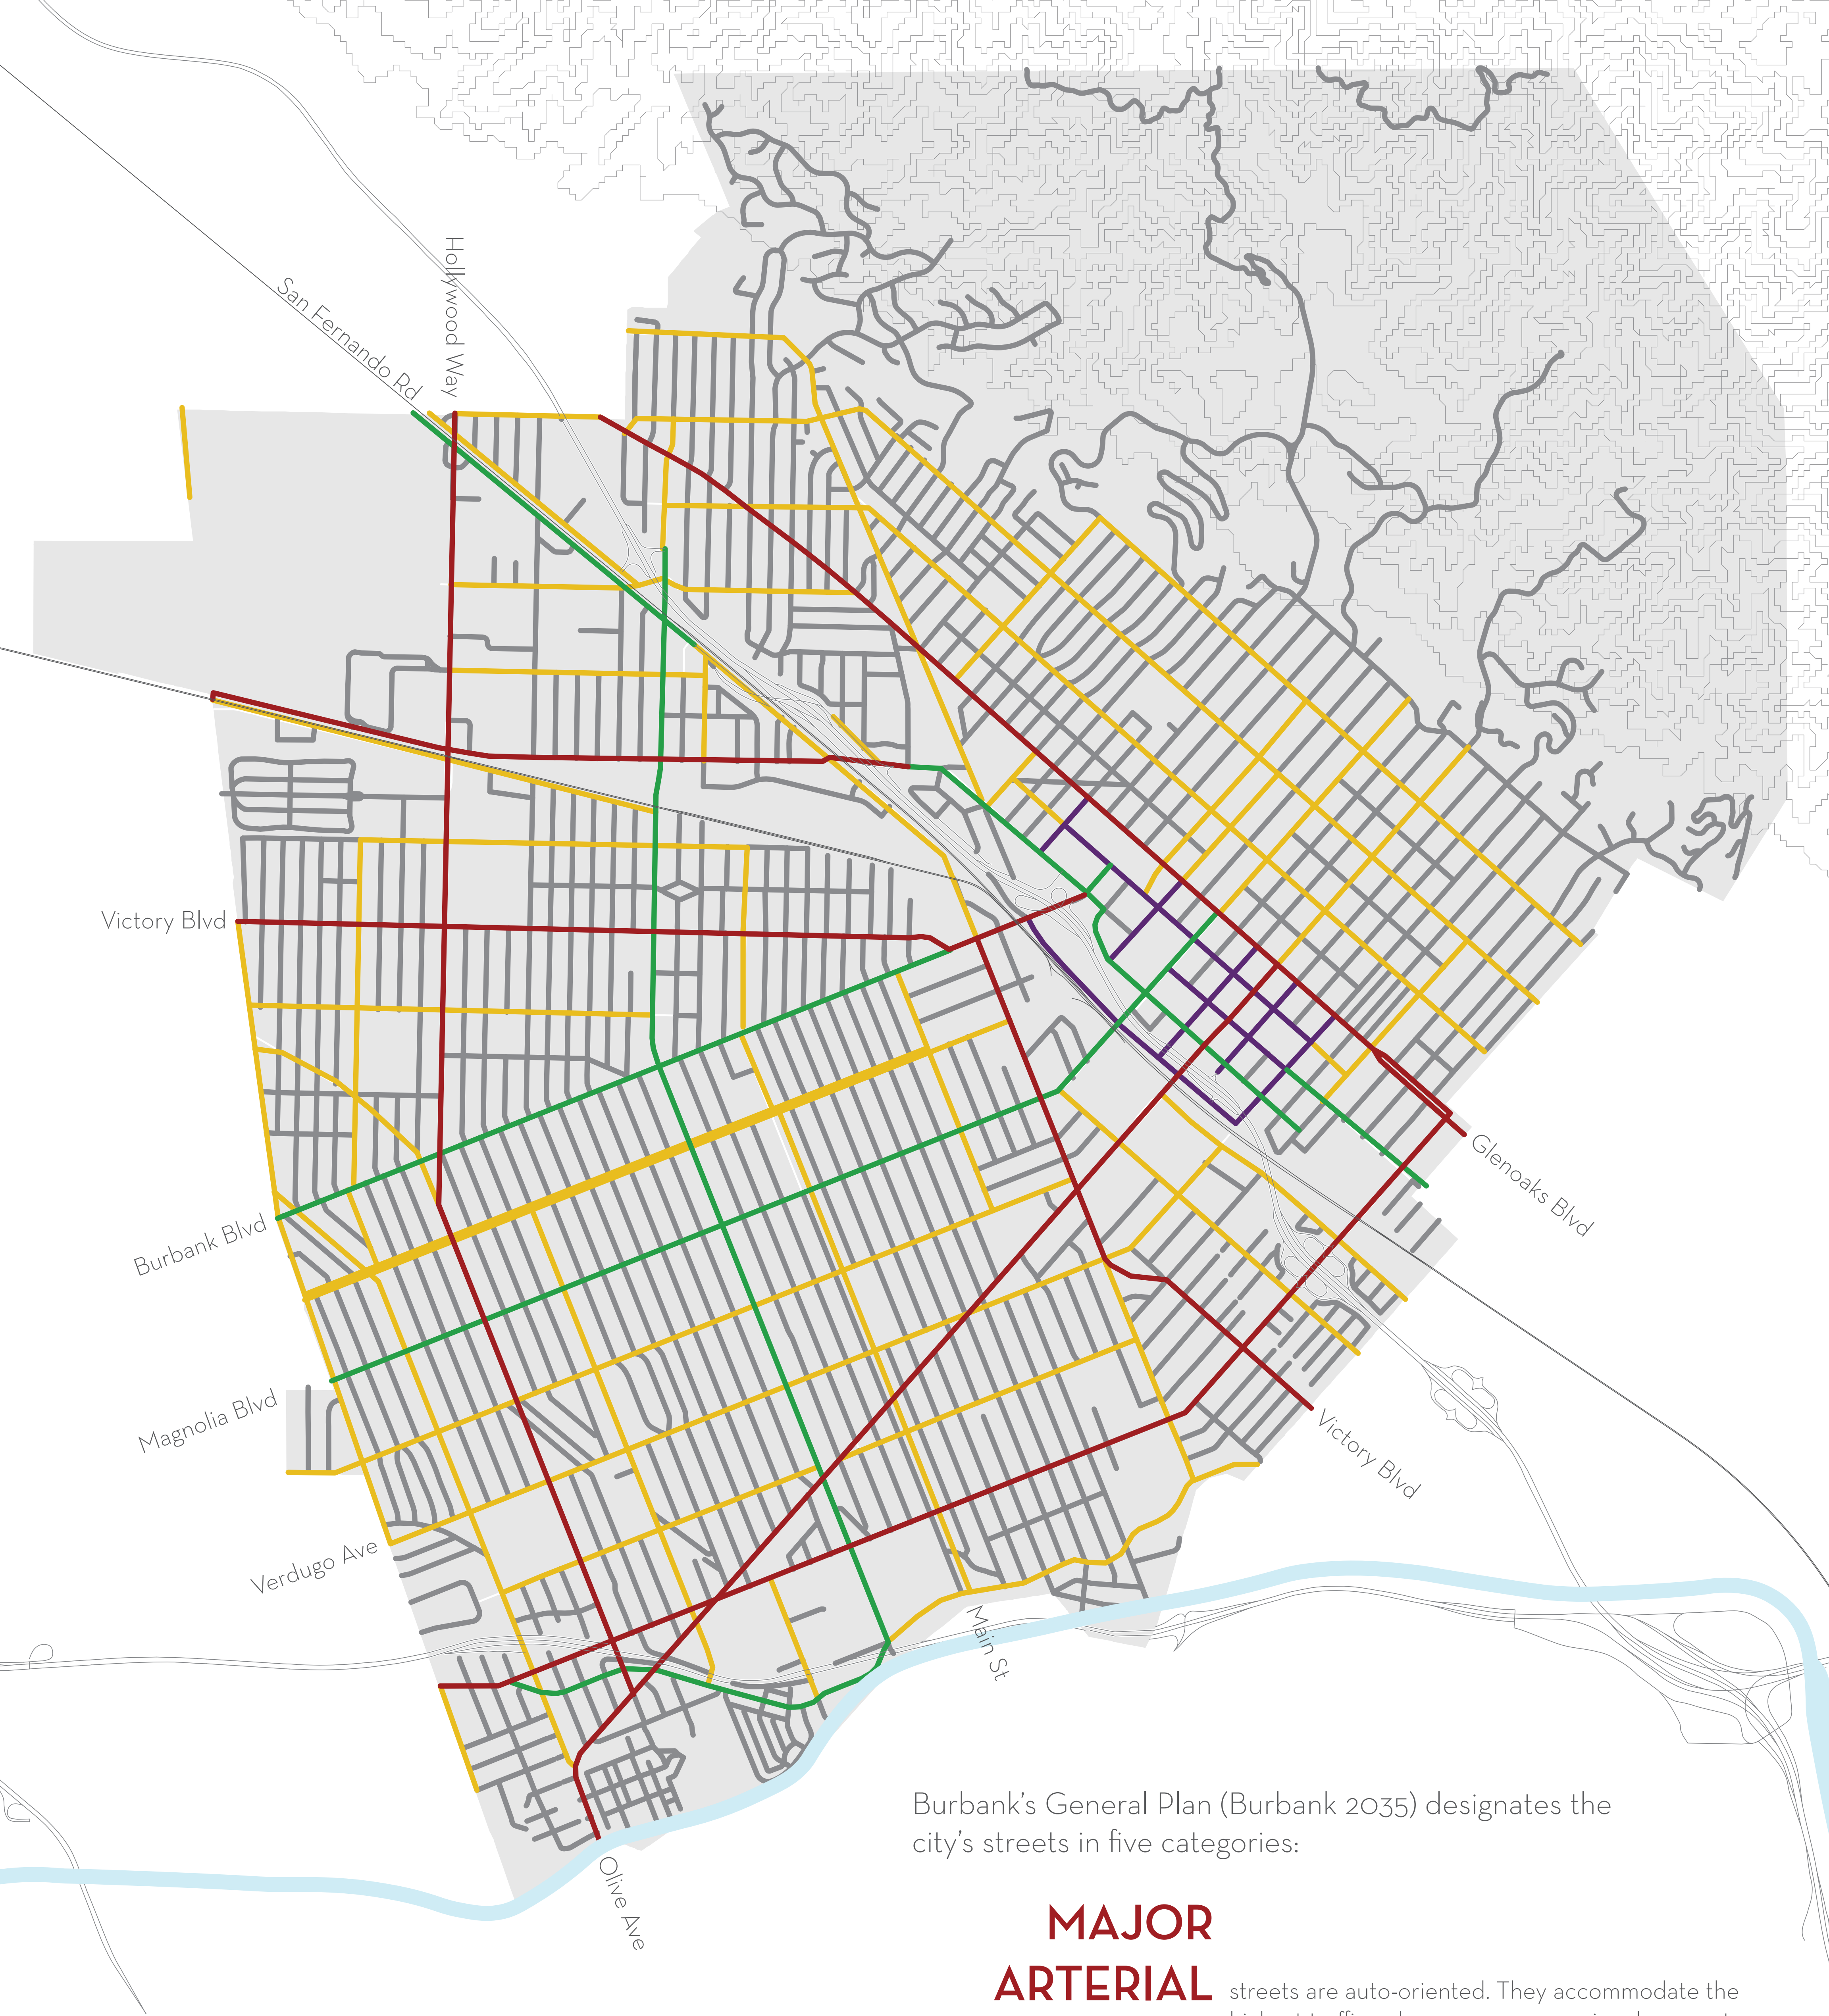 Hollywood Way
San Fernando Rd
Victory Blvd
Burbank Blvd
Glenoaks Blvd
Magnolia Blvd
Victory Blvd
Verdugo Ave
Main St
Olive Ave
Burbank's General Plan (Burbank 2035) designates the
city's streets in five categories:
MAJOR
ARTERIAL streets are auto-oriented. They accommodate the